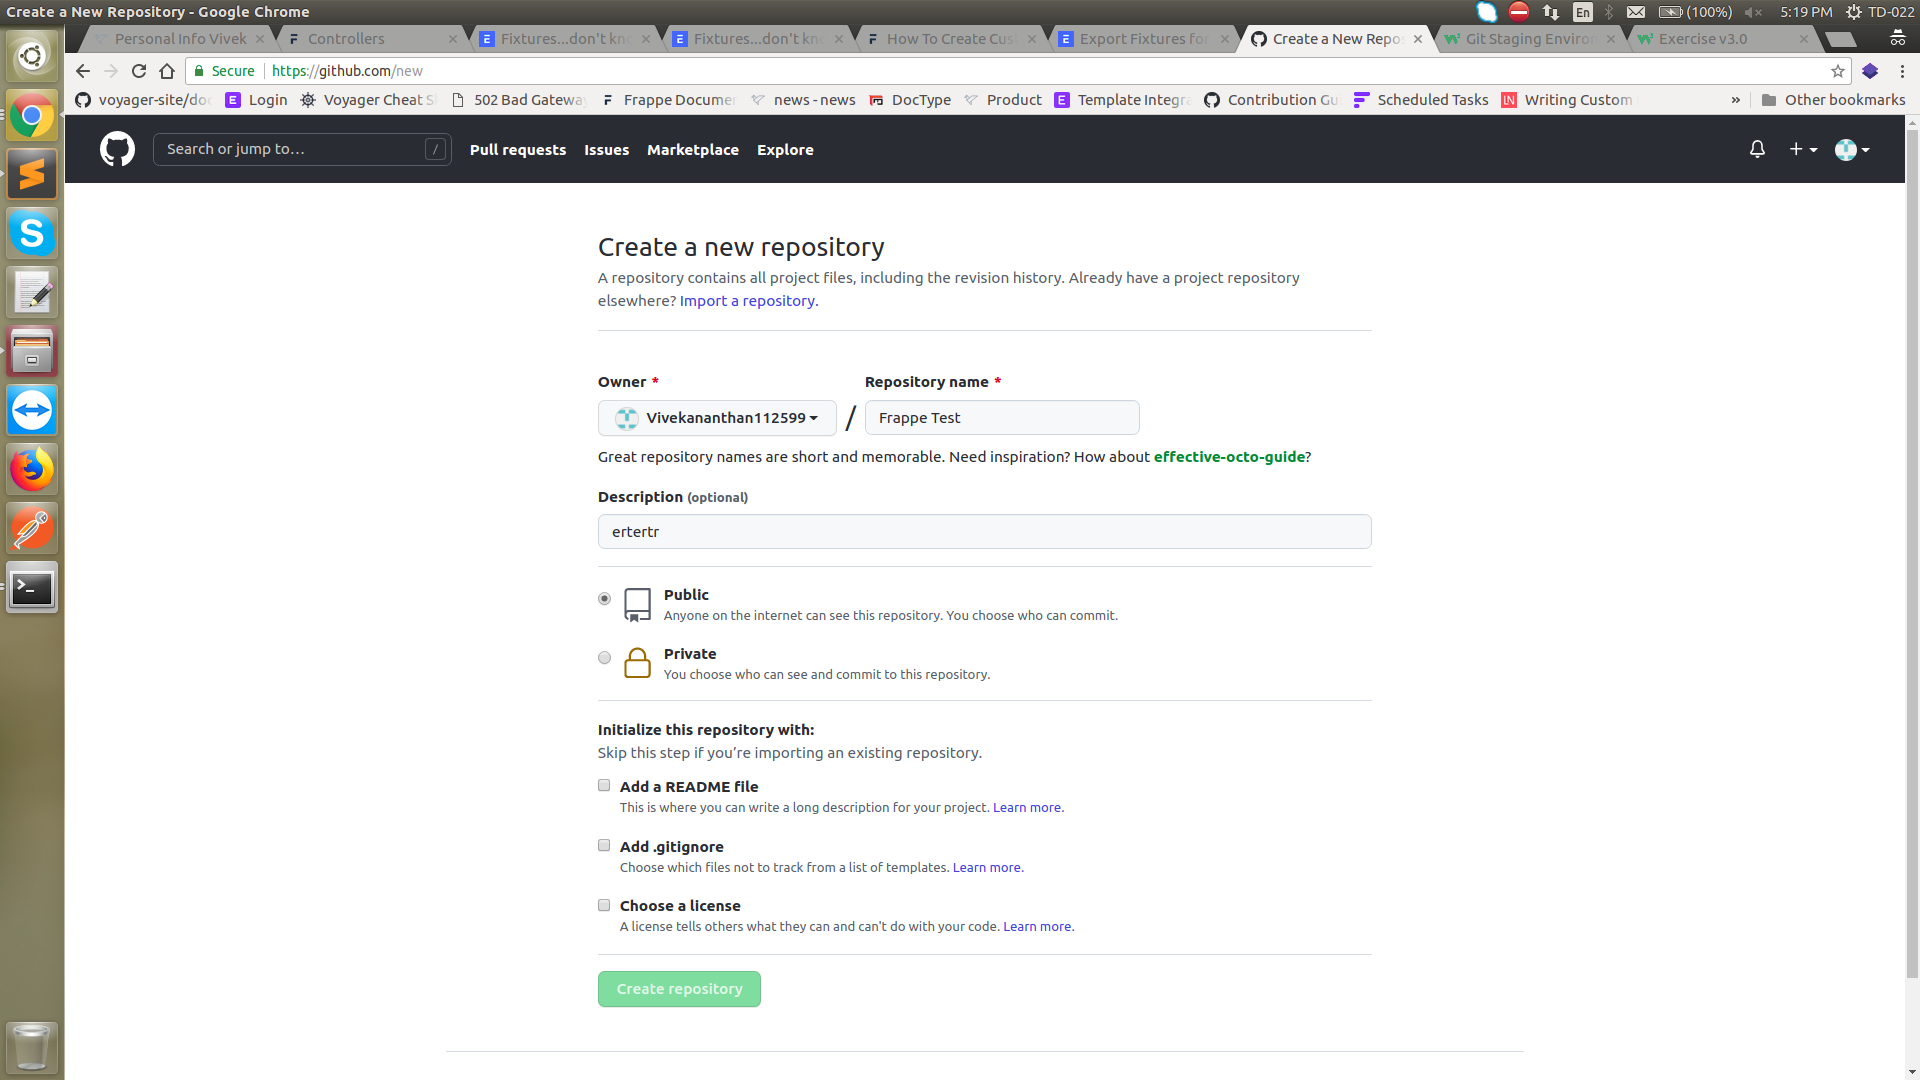 Create a New Repository - Google Chrome
En
(100%)
5:19 PM
TD-022
Personal Info Vivek
Controllers
Fixtures...don't kn
Fixtures...don't kn
How To Create Cus
Export Fixtures fo
Create a New Repos
Git Staging Environ
Exercise v3.0
Secure
https://github.com/new
voyager-site/do
Login
Voyager Cheat S
502 Bad Gateway
Frappe Documen
news - news
DocType
Product
Template Integra
Contribution Gu
Scheduled Tasks
Writing Custom
»
Other bookmarks
Search or jump to…
/
Pull requests
Issues
Marketplace
Explore
Create a new repository
A repository contains all project files, including the revision history. Already have a project repository
elsewhere? Import a repository.
Owner *
Repository name *
Vivekananthan112599
/
Frappe Test
Great repository names are short and memorable. Need inspiration? How about effective-octo-guide?
Description (optional)
ertertr
Public
Anyone on the internet can see this repository. You choose who can commit.
Private
You choose who can see and commit to this repository.
Initialize this repository with:
Skip this step if you’re importing an existing repository.
Add a README file
This is where you can write a long description for your project. Learn more.
Add .gitignore
Choose which files not to track from a list of templates. Learn more.
Choose a license
A license tells others what they can and can't do with your code. Learn more.
Create repository